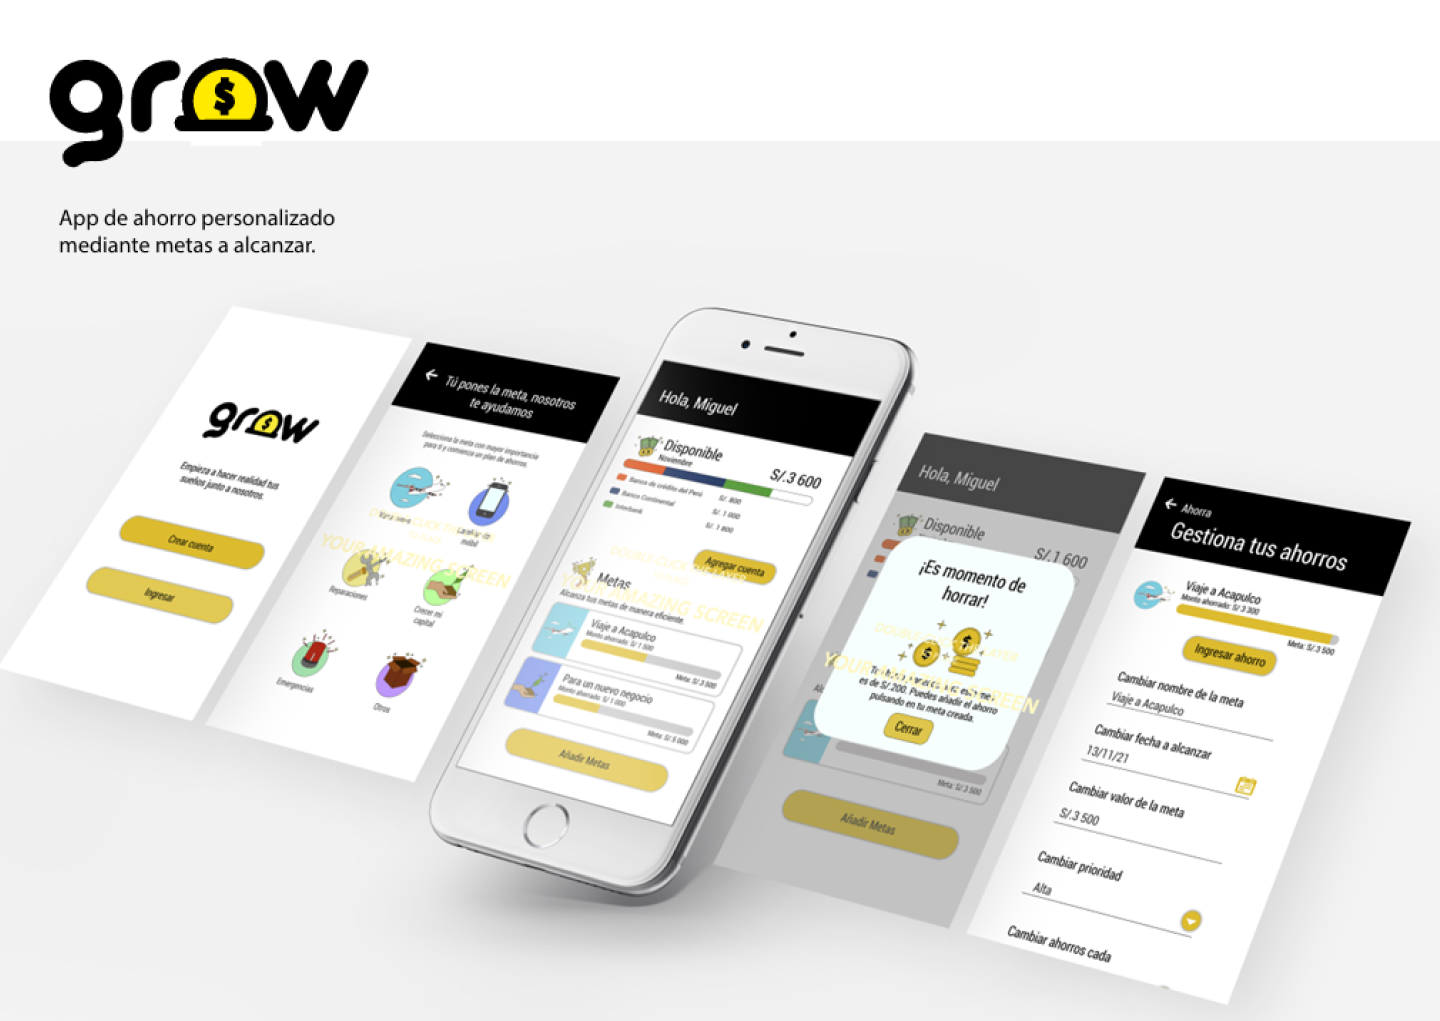 grow
$
App de ahorro personalizado
mediante metas a alcanzar.
grow
$
Empieza a hacer realidad tus
sueños junto a nosotros.
Crear cuenta
Ingresar
Tú pones la meta, nosotros
te ayudamos
Selecciona la meta con mayor importancia
para ti y comienza un plan de ahorros.
móvil
YOUR AMAZING SCREEN
Reparaciones
Crecer mi
capital
Emergencias
Otros
Hola, Miguel
Disponible
Noviembre
S/.3 600
Banco de crédito del Perú
S/. 800
Banco Continental
S/. 1 000
Interbank
S/. 1 800
Agregar cuenta
DOUBLE-CLICK THE LAYER
YOUR AMAZING SCREEN
Metas
Alcanza tus metas de manera eficiente.
Viaje a Acapulco
Monto ahorrado: S/ 1 500
Meta: S/ 3 500
Para un nuevo negocio
Monto ahorrado: S/ 1 000
Meta: S/ 5 000
Añadir Metas
Hola, Miguel
Disponible
S/.1 600
¡Es momento de
horrar!
YOUR AMAZING SCREEN
es de S/.200. Puedes añadir el ahorro
pulsando en tu meta creada.
Cerrar
Meta: S/ 3 500
Añadir Metas
Ahorra
Gestiona tus ahorros
Viaje a Acapulco
Monto ahorrado: S/ 3 300
Meta: S/ 3 500
Ingresar ahorro
Cambiar nombre de la meta
Viaje a Acapulco
Cambiar fecha a alcanzar
13/11/21
Cambiar valor de la meta
S/.3 500
Cambiar prioridad
Alta
Cambiar ahorros cada